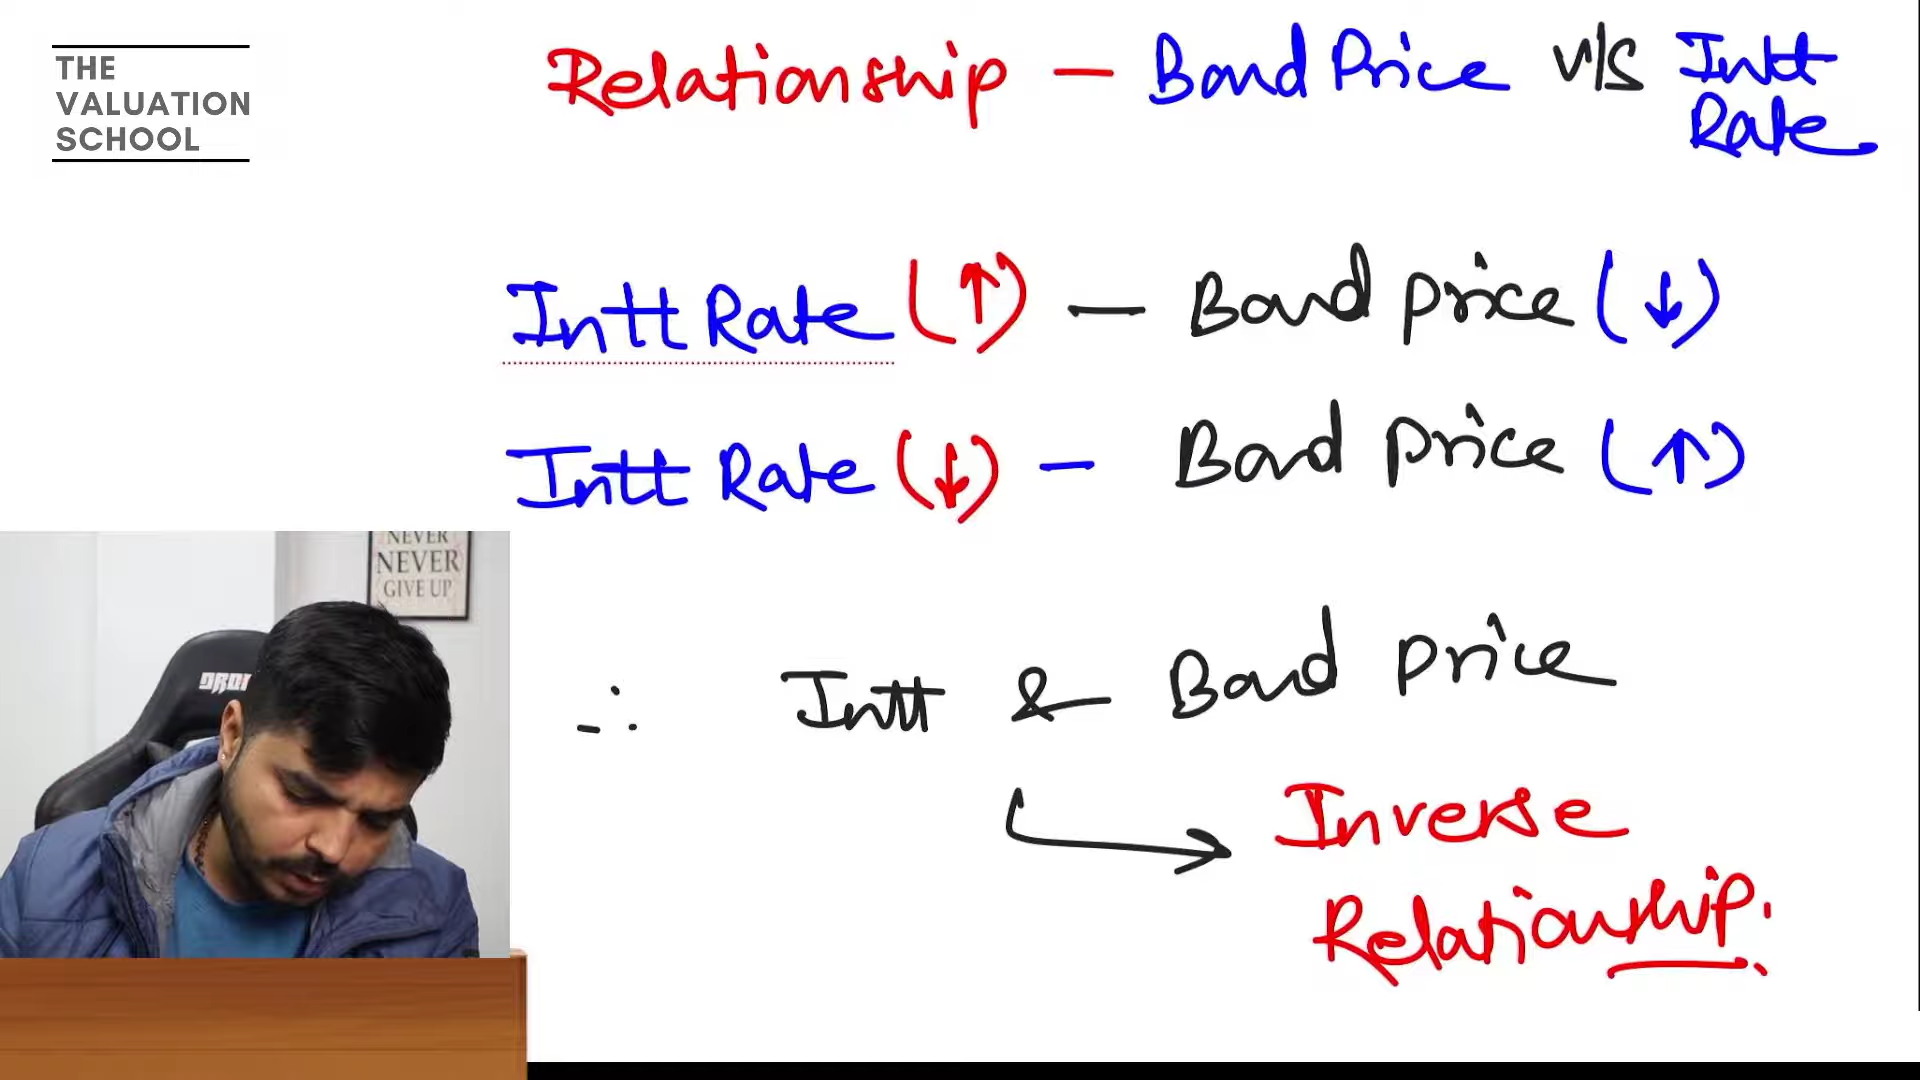 THE
VALUATION
SCHOOL
Relationship - Bond Price v/s Intt
Rate
Intt Rate (↑) - Bond price (↓)
Intt Rate (↓) - Bond price (↑)
NEVER
NEVER
GIVE UP
∴ Intt & Bond price
Inverse
Relationship.